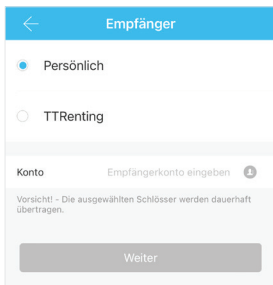 Empfänger
Persönlich
TTRenting
Konto Empfängerkonto eingeben
Vorsicht! - Die ausgewählten Schlösser werden dauerhaft
übertragen.
Weiter